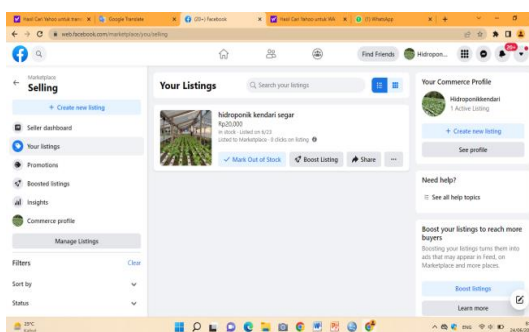 Hasil Cari Yahoo untuk trans
Google Translate
(20+) Facebook
Hasil Cari Yahoo untuk WA
(1) WhatsApp
web.facebook.com/marketplace/you/selling
Find Friends
Hidropon...
20+
Marketplace
Selling
+ Create new listing
Seller dashboard
Your listings
Promotions
Boosted listings
Insights
Commerce profile
Manage Listings
Filters
Clear
Sort by
Status
Your Listings
Search your listings
hidroponik kendari segar
Rp20,000
In stock · Listed on 6/23
Listed to Marketplace · 0 clicks on listing
Mark Out of Stock
Boost Listing
Share
Your Commerce Profile
Hidroponikkendari
1 Active Listing
+ Create new listing
See profile
Need help?
See all help topics
Boost your listings to reach more
buyers
Boosting your listings turns them into
ads that may appear in Feed, on
Marketplace and more places.
Boost listings
Learn more
25°C
ENG